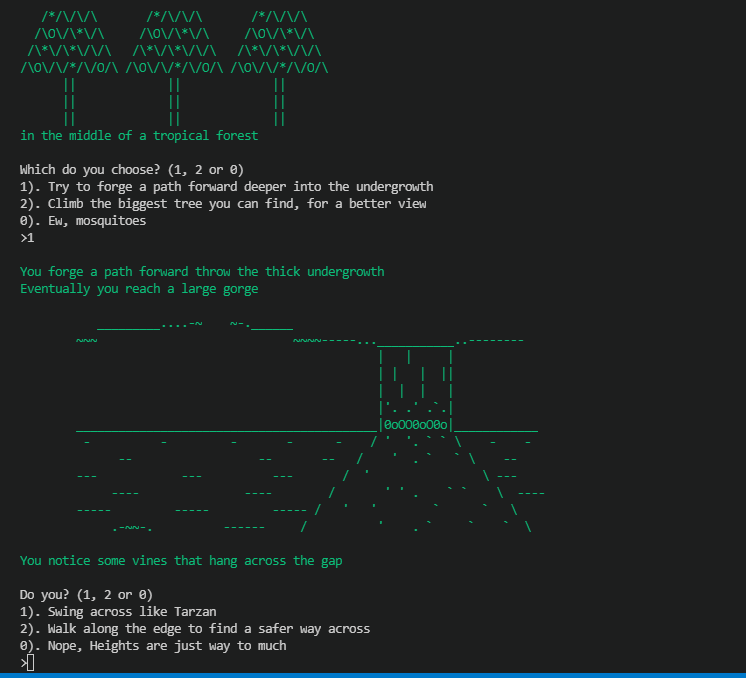 in the middle of a tropical forest
Which do you choose? (1, 2 or 0)
1). Try to forge a path forward deeper into the undergrowth
2). Climb the biggest tree you can find, for a better view
0). Ew, mosquitoes
>1
You forge a path forward throw the thick undergrowth
Eventually you reach a large gorge
You notice some vines that hang across the gap
Do you? (1, 2 or 0)
1). Swing across like Tarzan
2). Walk along the edge to find a safer way across
0). Nope, Heights are just way to much
>